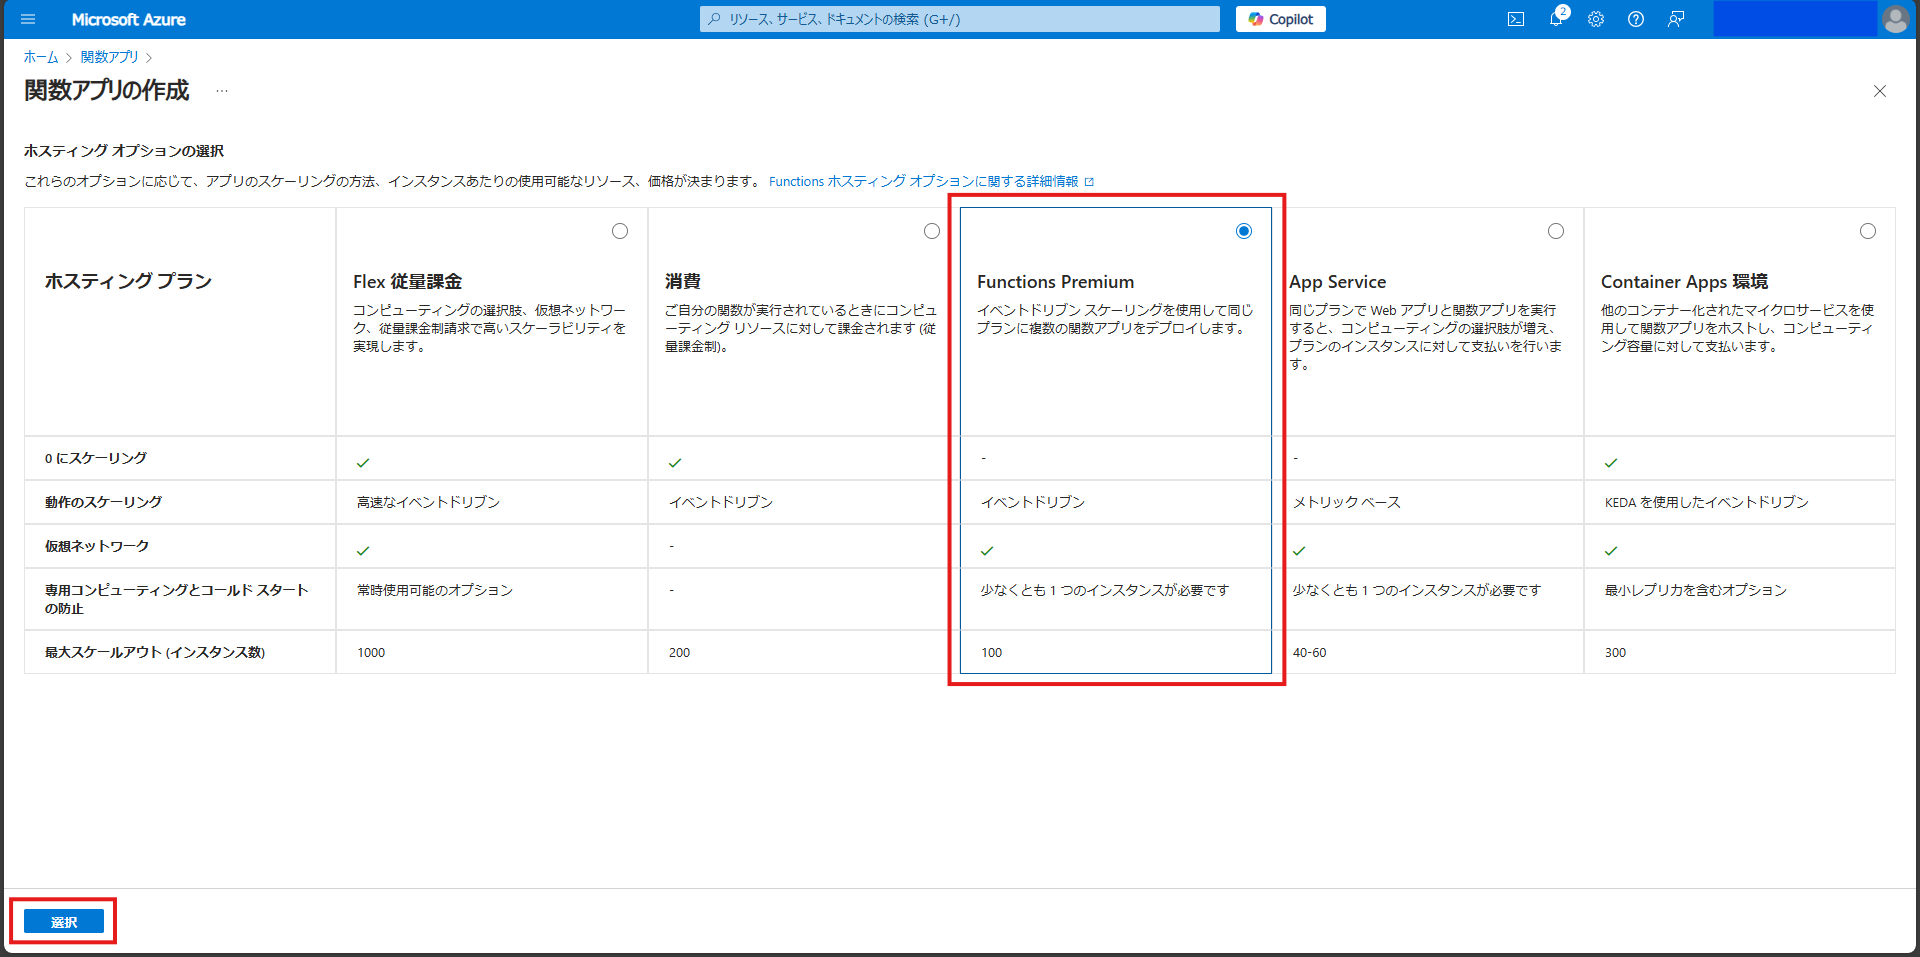 Microsoft Azure
リソース、サービス、ドキュメントの検索 (G+/)
Copilot
2
ホーム
関数アプリ
関数アプリの作成
…
ホスティング オプションの選択
これらのオプションに応じて、アプリのスケーリングの方法、インスタンスあたりの使用可能なリソース、価格が決まります。 Functions ホスティング オプションに関する詳細情報
ホスティング プラン
Flex 従量課金
コンピューティングの選択肢、仮想ネットワー
ク、従量課金制請求で高いスケーラビリティを
実現します。
消費
ご自分の関数が実行されているときにコンピュ
ーティング リソースに対して課金されます (従
量課金制)。
Functions Premium
イベントドリブン スケーリングを使用して同じ
プランに複数の関数アプリをデプロイします。
App Service
同じプランで Web アプリと関数アプリを実行
すると、コンピューティングの選択肢が増え、
プランのインスタンスに対して支払いを行いま
す。
Container Apps 環境
他のコンテナー化されたマイクロサービスを使
用して関数アプリをホストし、コンピューティ
ング容量に対して支払います。
0 にスケーリング
-
-
動作のスケーリング
高速なイベントドリブン
イベントドリブン
イベントドリブン
メトリック ベース
KEDA を使用したイベントドリブン
仮想ネットワーク
-
専用コンピューティングとコールド スタート
の防止
常時使用可能のオプション
-
少なくとも 1 つのインスタンスが必要です
少なくとも 1 つのインスタンスが必要です
最小レプリカを含むオプション
最大スケールアウト (インスタンス数)
1000
200
100
40-60
300
選択